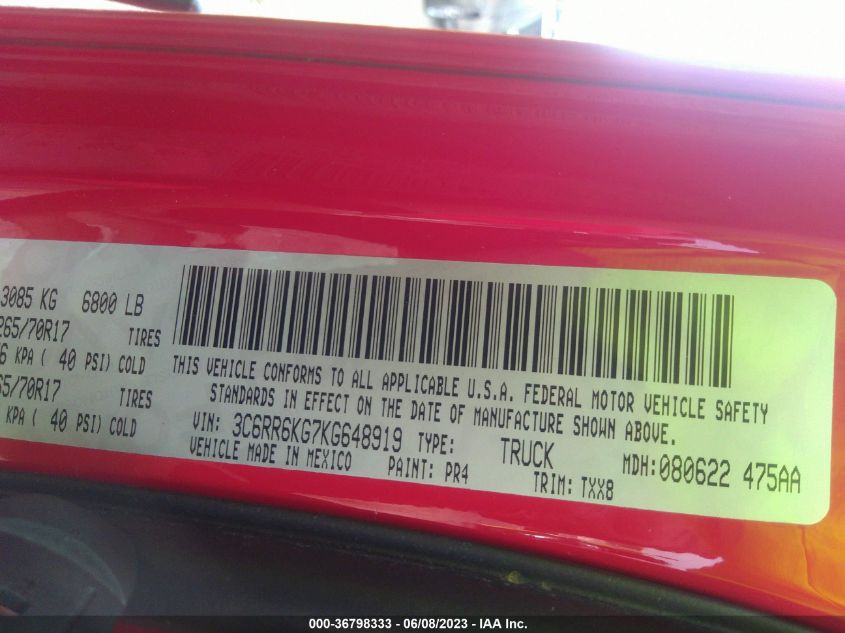 3085 KG 6800 LB
265/70R17 TIRES
6 KPA ( 40 PSI) COLD
65/70R17 TIRES
KPA ( 40 PSI) COLD
THIS VEHICLE CONFORMS TO ALL APPLICABLE U.S.A. FEDERAL MOTOR VEHICLE SAFETY
STANDARDS IN EFFECT ON THE DATE OF MANUFACTURE SHOWN ABOVE.
VIN: 3C6RR6KG7KG648919 TYPE: TRUCK MDH: 080622 475AA
VEHICLE MADE IN MEXICO PAINT: PR4 TRIM: TXX8
000-36798333 - 06/08/2023 - IAA Inc.